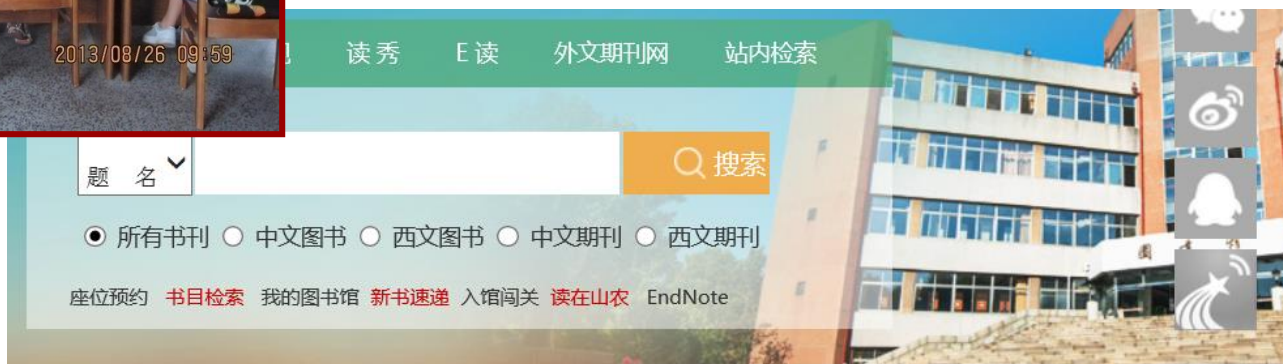 2013/08/26 09:59
读秀 E读 外文期刊网 站内检索
题 名 搜索
所有书刊 中文图书 西文图书 中文期刊 西文期刊
座位预约 书目检索 我的图书馆 新书速递 入馆闯关 读在山农 EndNote